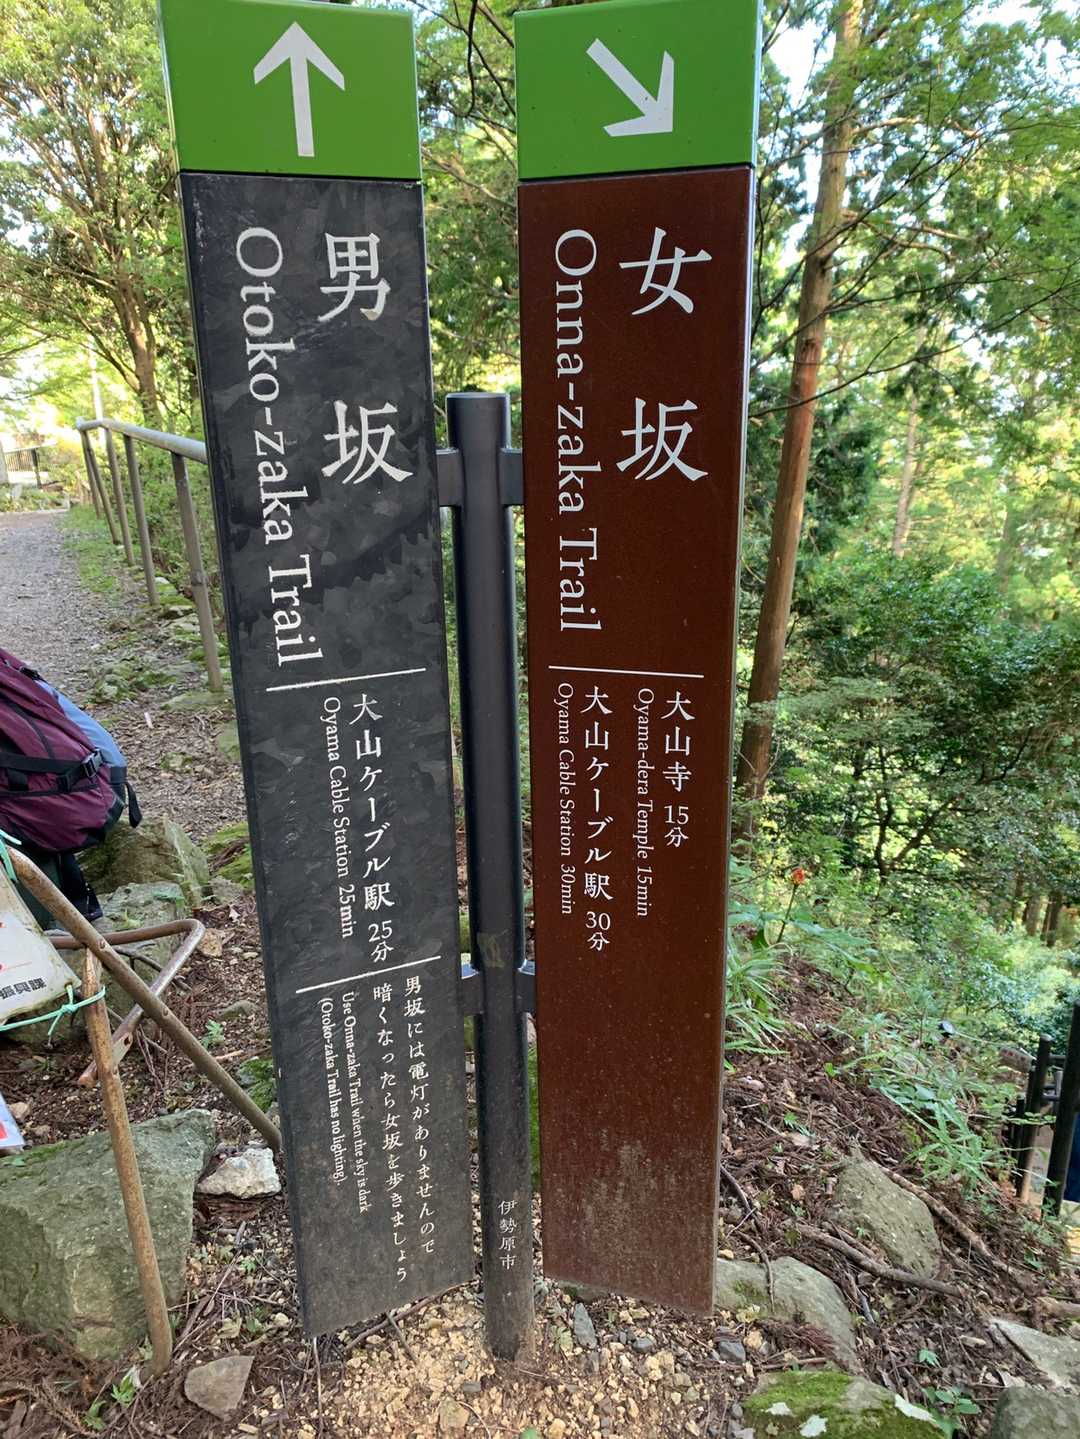 男坂
Otoko-zaka Trail
大山ケーブル駅 25分
Oyama Cable Station 25min
男坂には電灯がありませんので
暗くなったら女坂を歩きましょう
Use Onna-zaka Trail when the sky is dark
(Otoko-zaka Trail has no lighting).
女坂
Onna-zaka Trail
大山寺 15分
Oyama-dera Temple 15min
大山ケーブル駅 30分
Oyama Cable Station 30min
伊勢原市
振興課